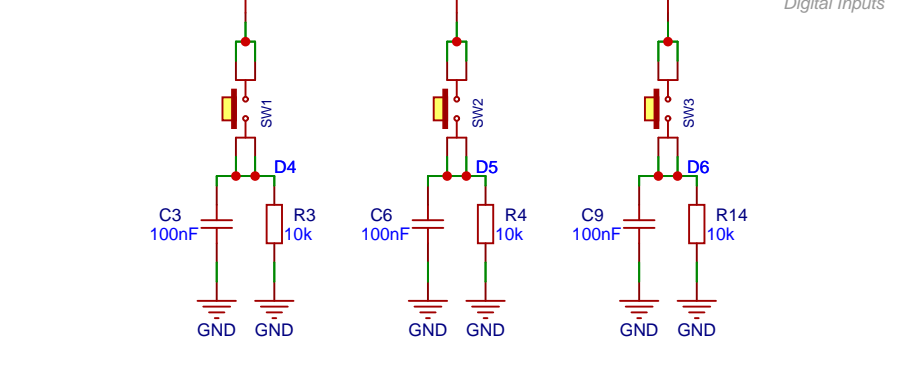 Digital Inputs
SW1
SW2
SW3
D4
D5
D6
C3
R3
C6
R4
C9
R14
100nF
10k
100nF
10k
100nF
10k
GND
GND
GND
GND
GND
GND